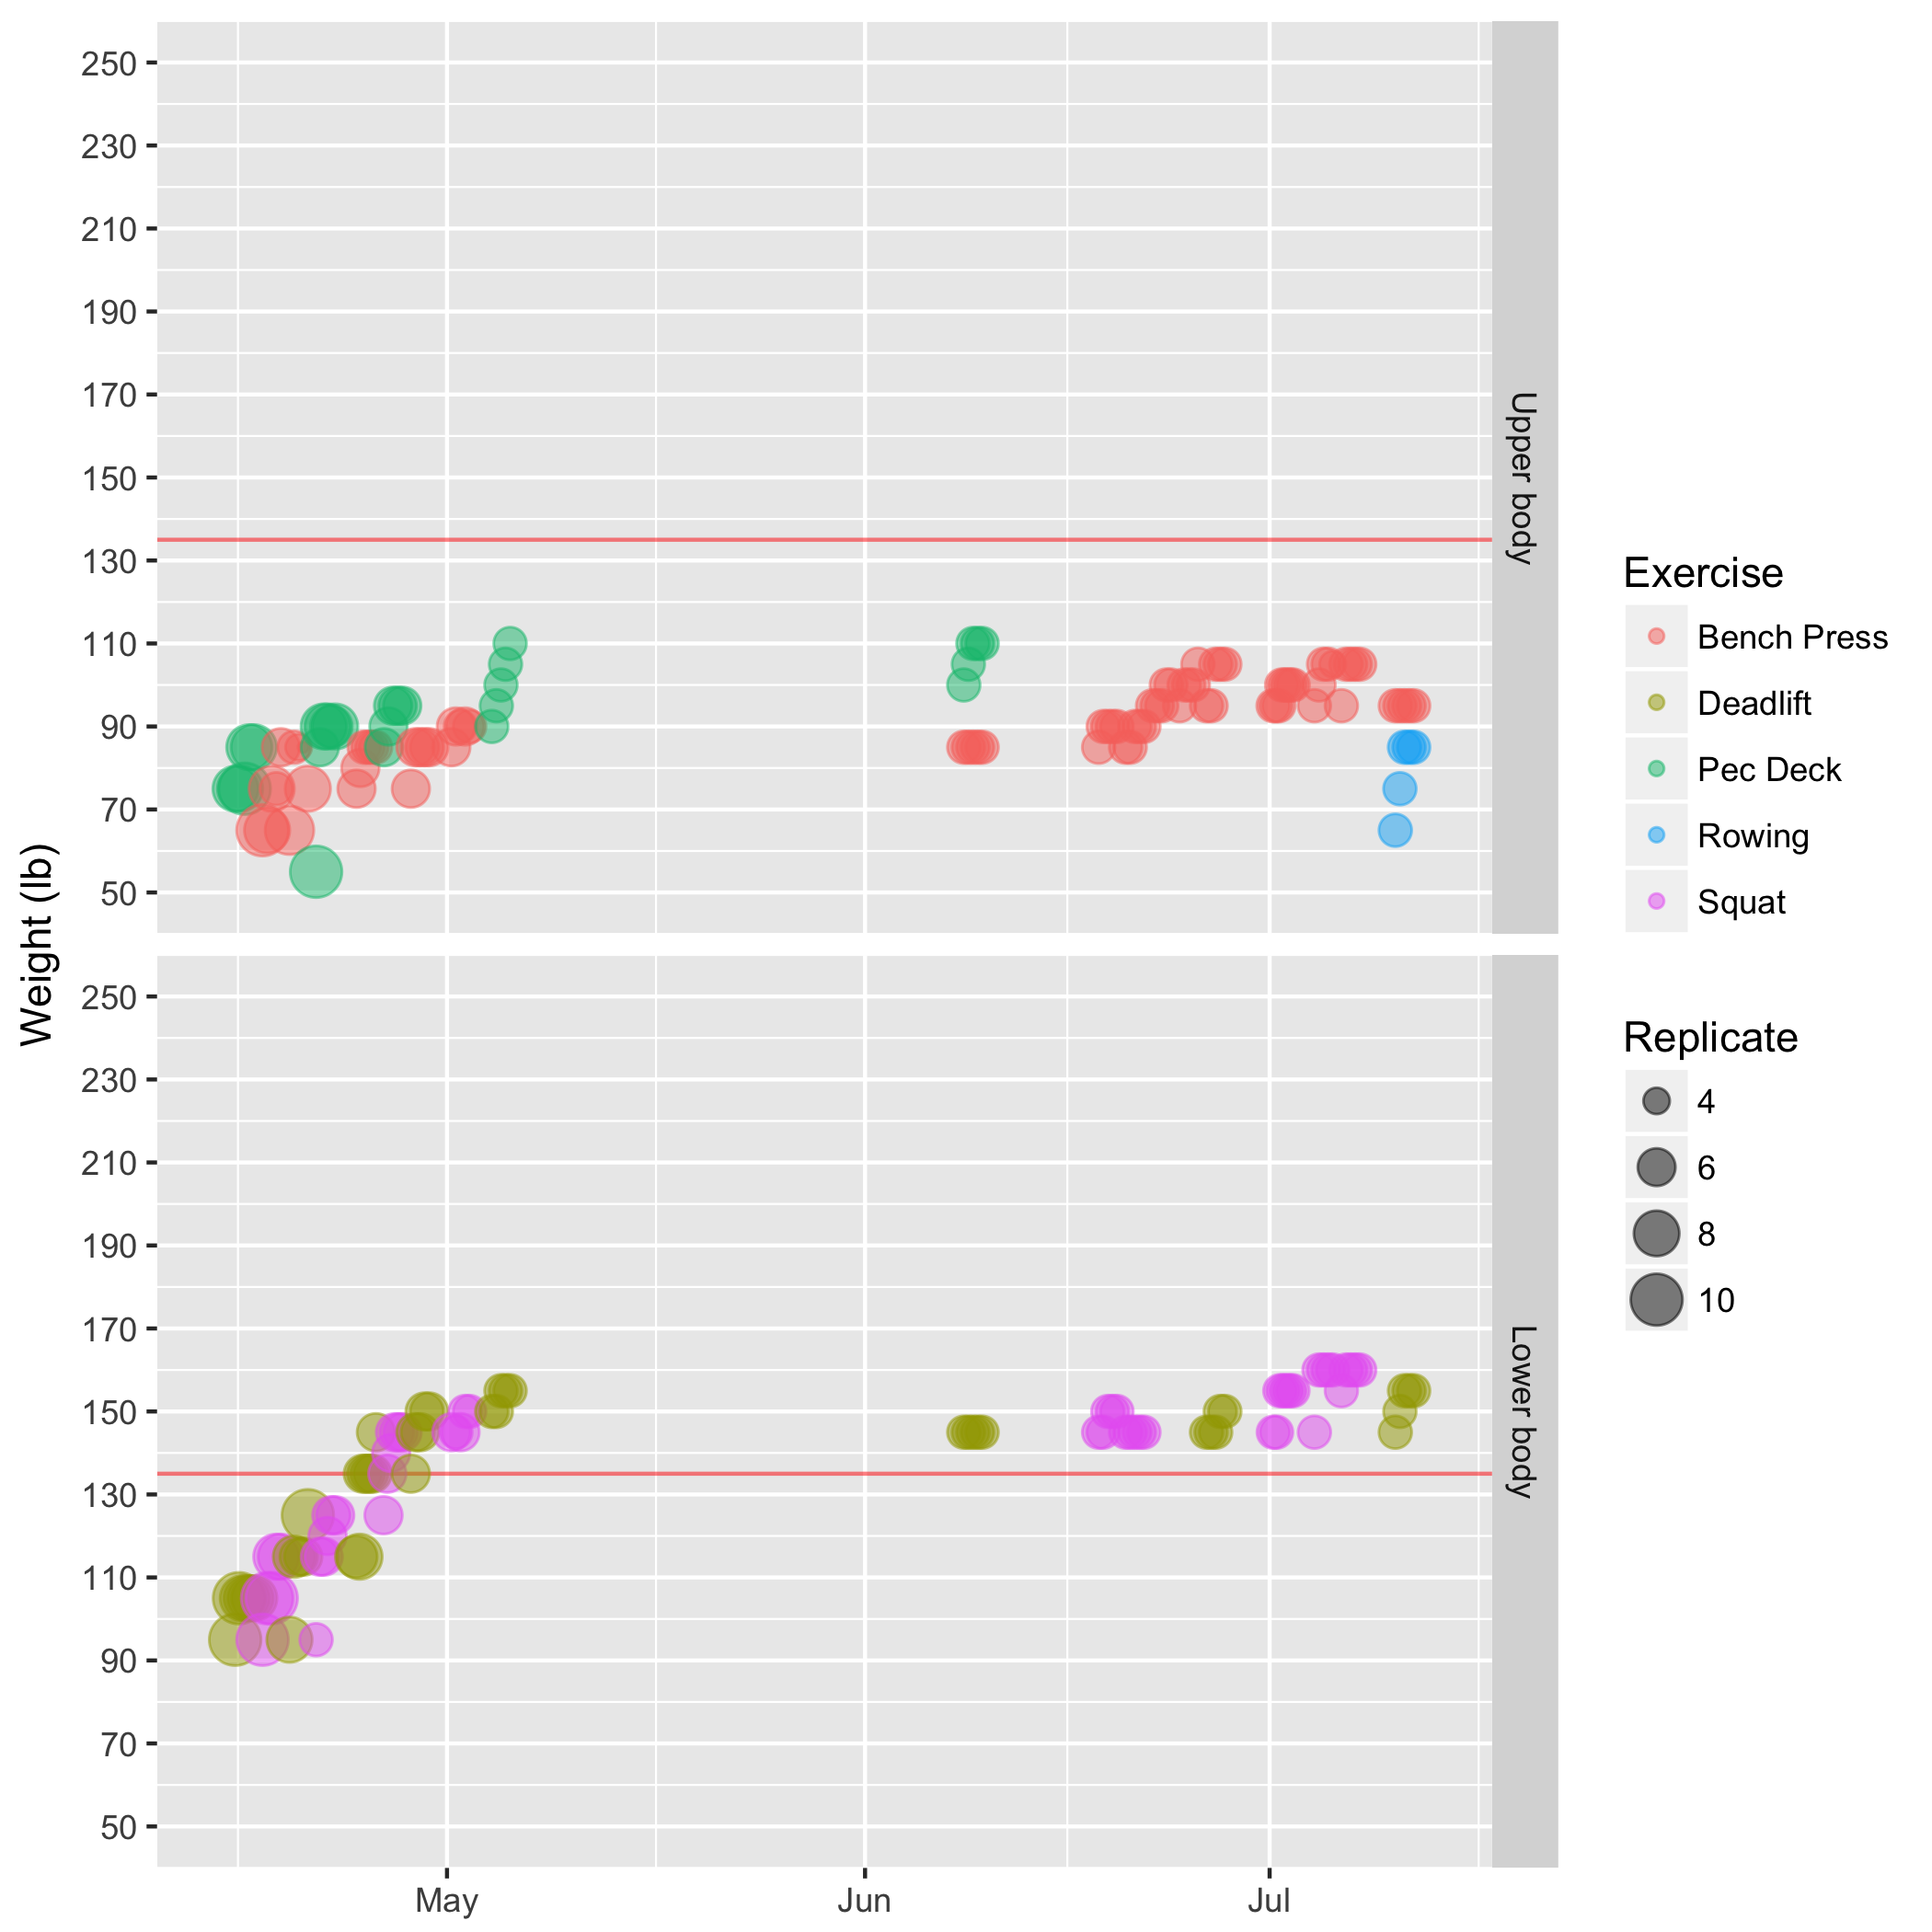 Weight (lb)
250
230
210
190
170
150
130
110
90
70
50
Upper body
250
230
210
190
170
150
130
110
90
70
50
Lower body
May Jun Jul
Exercise
Bench Press
Deadlift
Pec Deck
Rowing
Squat
Replicate
4
6
8
10